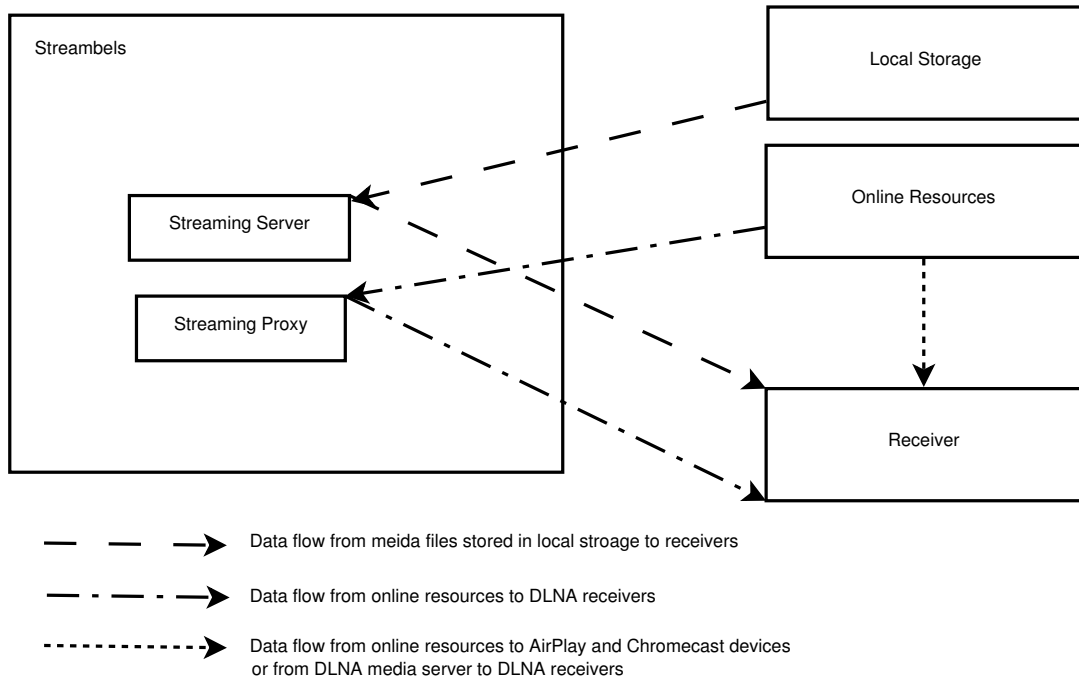 Streambels
Local Storage
Online Resources
Streaming Server
Streaming Proxy
Receiver
Data flow from meida files stored in local stroage to receivers
Data flow from online resources to DLNA receivers
Data flow from online resources to AirPlay and Chromecast devices
or from DLNA media server to DLNA receivers